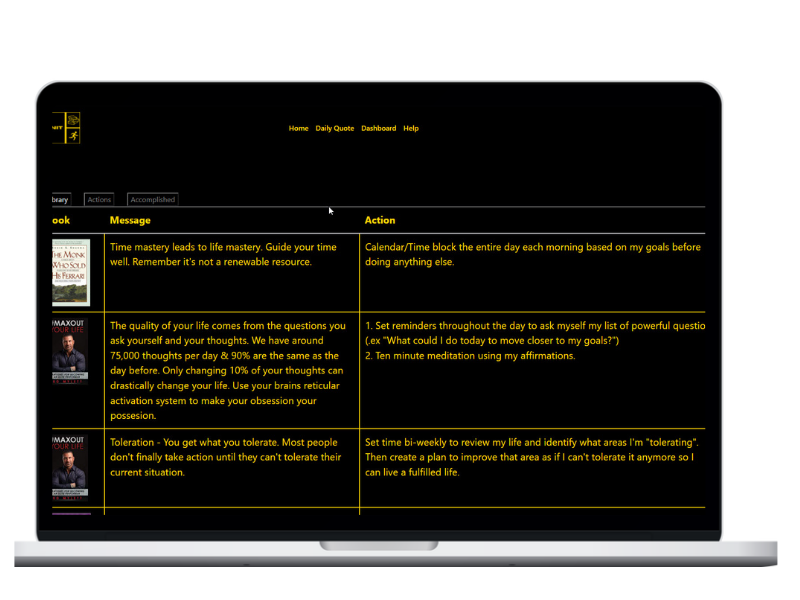 Home Daily Quote Dashboard Help
brary Actions Accomplished
ook Message Action
THE MONK
WHO SOLD
HIS FERRARI
Time mastery leads to life mastery. Guide your time
well. Remember it's not a renewable resource.
Calendar/Time block the entire day each morning based on my goals before
doing anything else.
#MAXOUT
YOUR LIFE
The quality of your life comes from the questions you
ask yourself and your thoughts. We have around
75,000 thoughts per day & 90% are the same as the
day before. Only changing 10% of your thoughts can
drastically change your life. Use your brains reticular
activation system to make your obsession your
possesion.
1. Set reminders throughout the day to ask myself my list of powerful questio
(.ex "What could I do today to move closer to my goals?")
2. Ten minute meditation using my affirmations.
#MAXOUT
YOUR LIFE
Toleration - You get what you tolerate. Most people
don't finally take action until they can't tolerate their
current situation.
Set time bi-weekly to review my life and identify what areas I'm "tolerating".
Then create a plan to improve that area as if I can't tolerate it anymore so I
can live a fulfilled life.